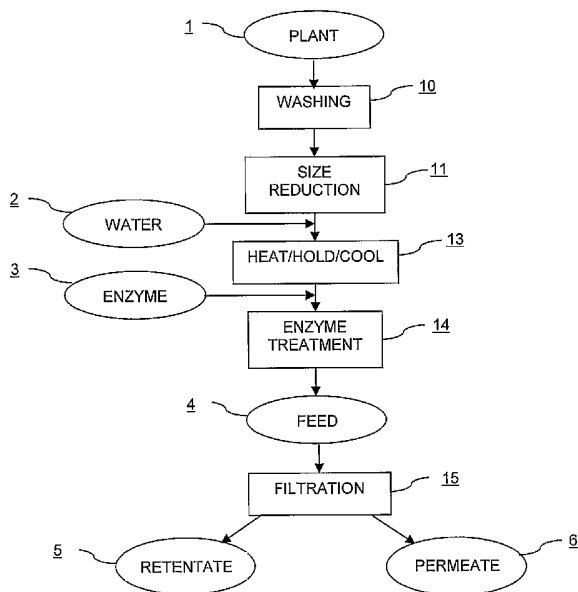 1
PLANT
WASHING
10
SIZE
REDUCTION
11
2
WATER
HEAT/HOLD/COOL
13
3
ENZYME
ENZYME
TREATMENT
14
4
FEED
FILTRATION
15
5
RETENTATE
PERMEATE
6